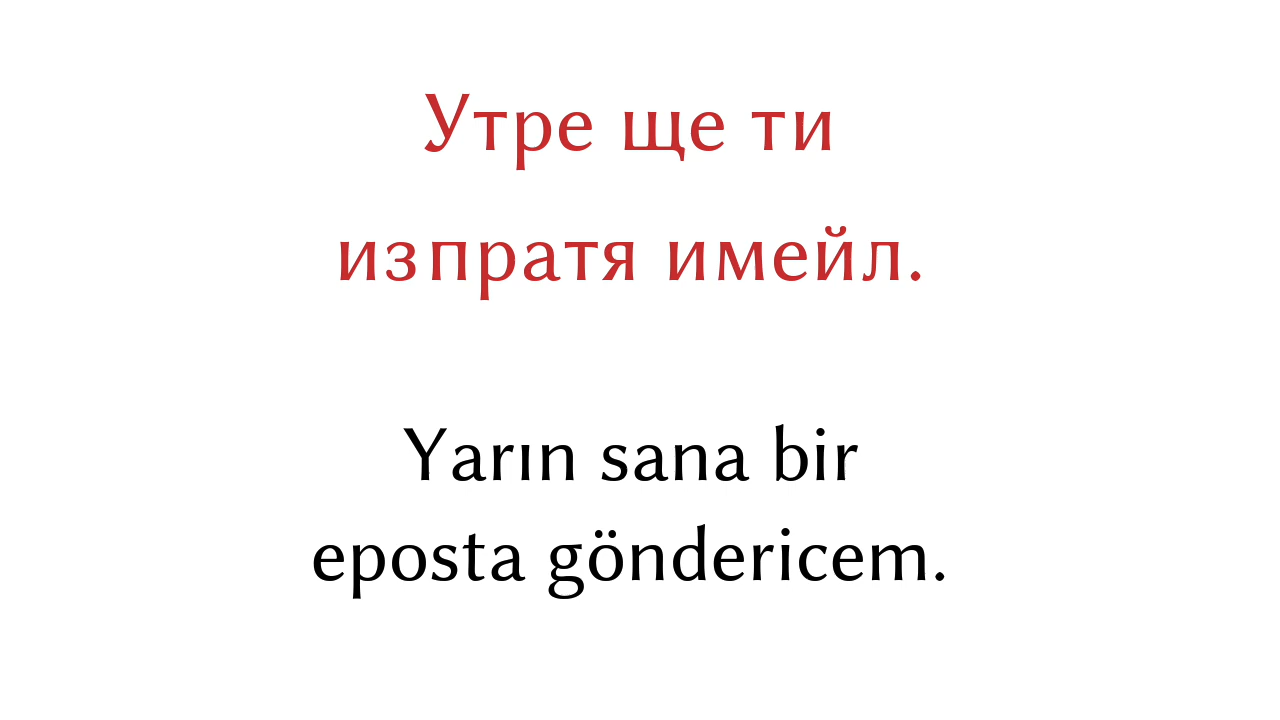 Утре ще ти
изпратя имейл.
Yarın sana bir
eposta göndericem.